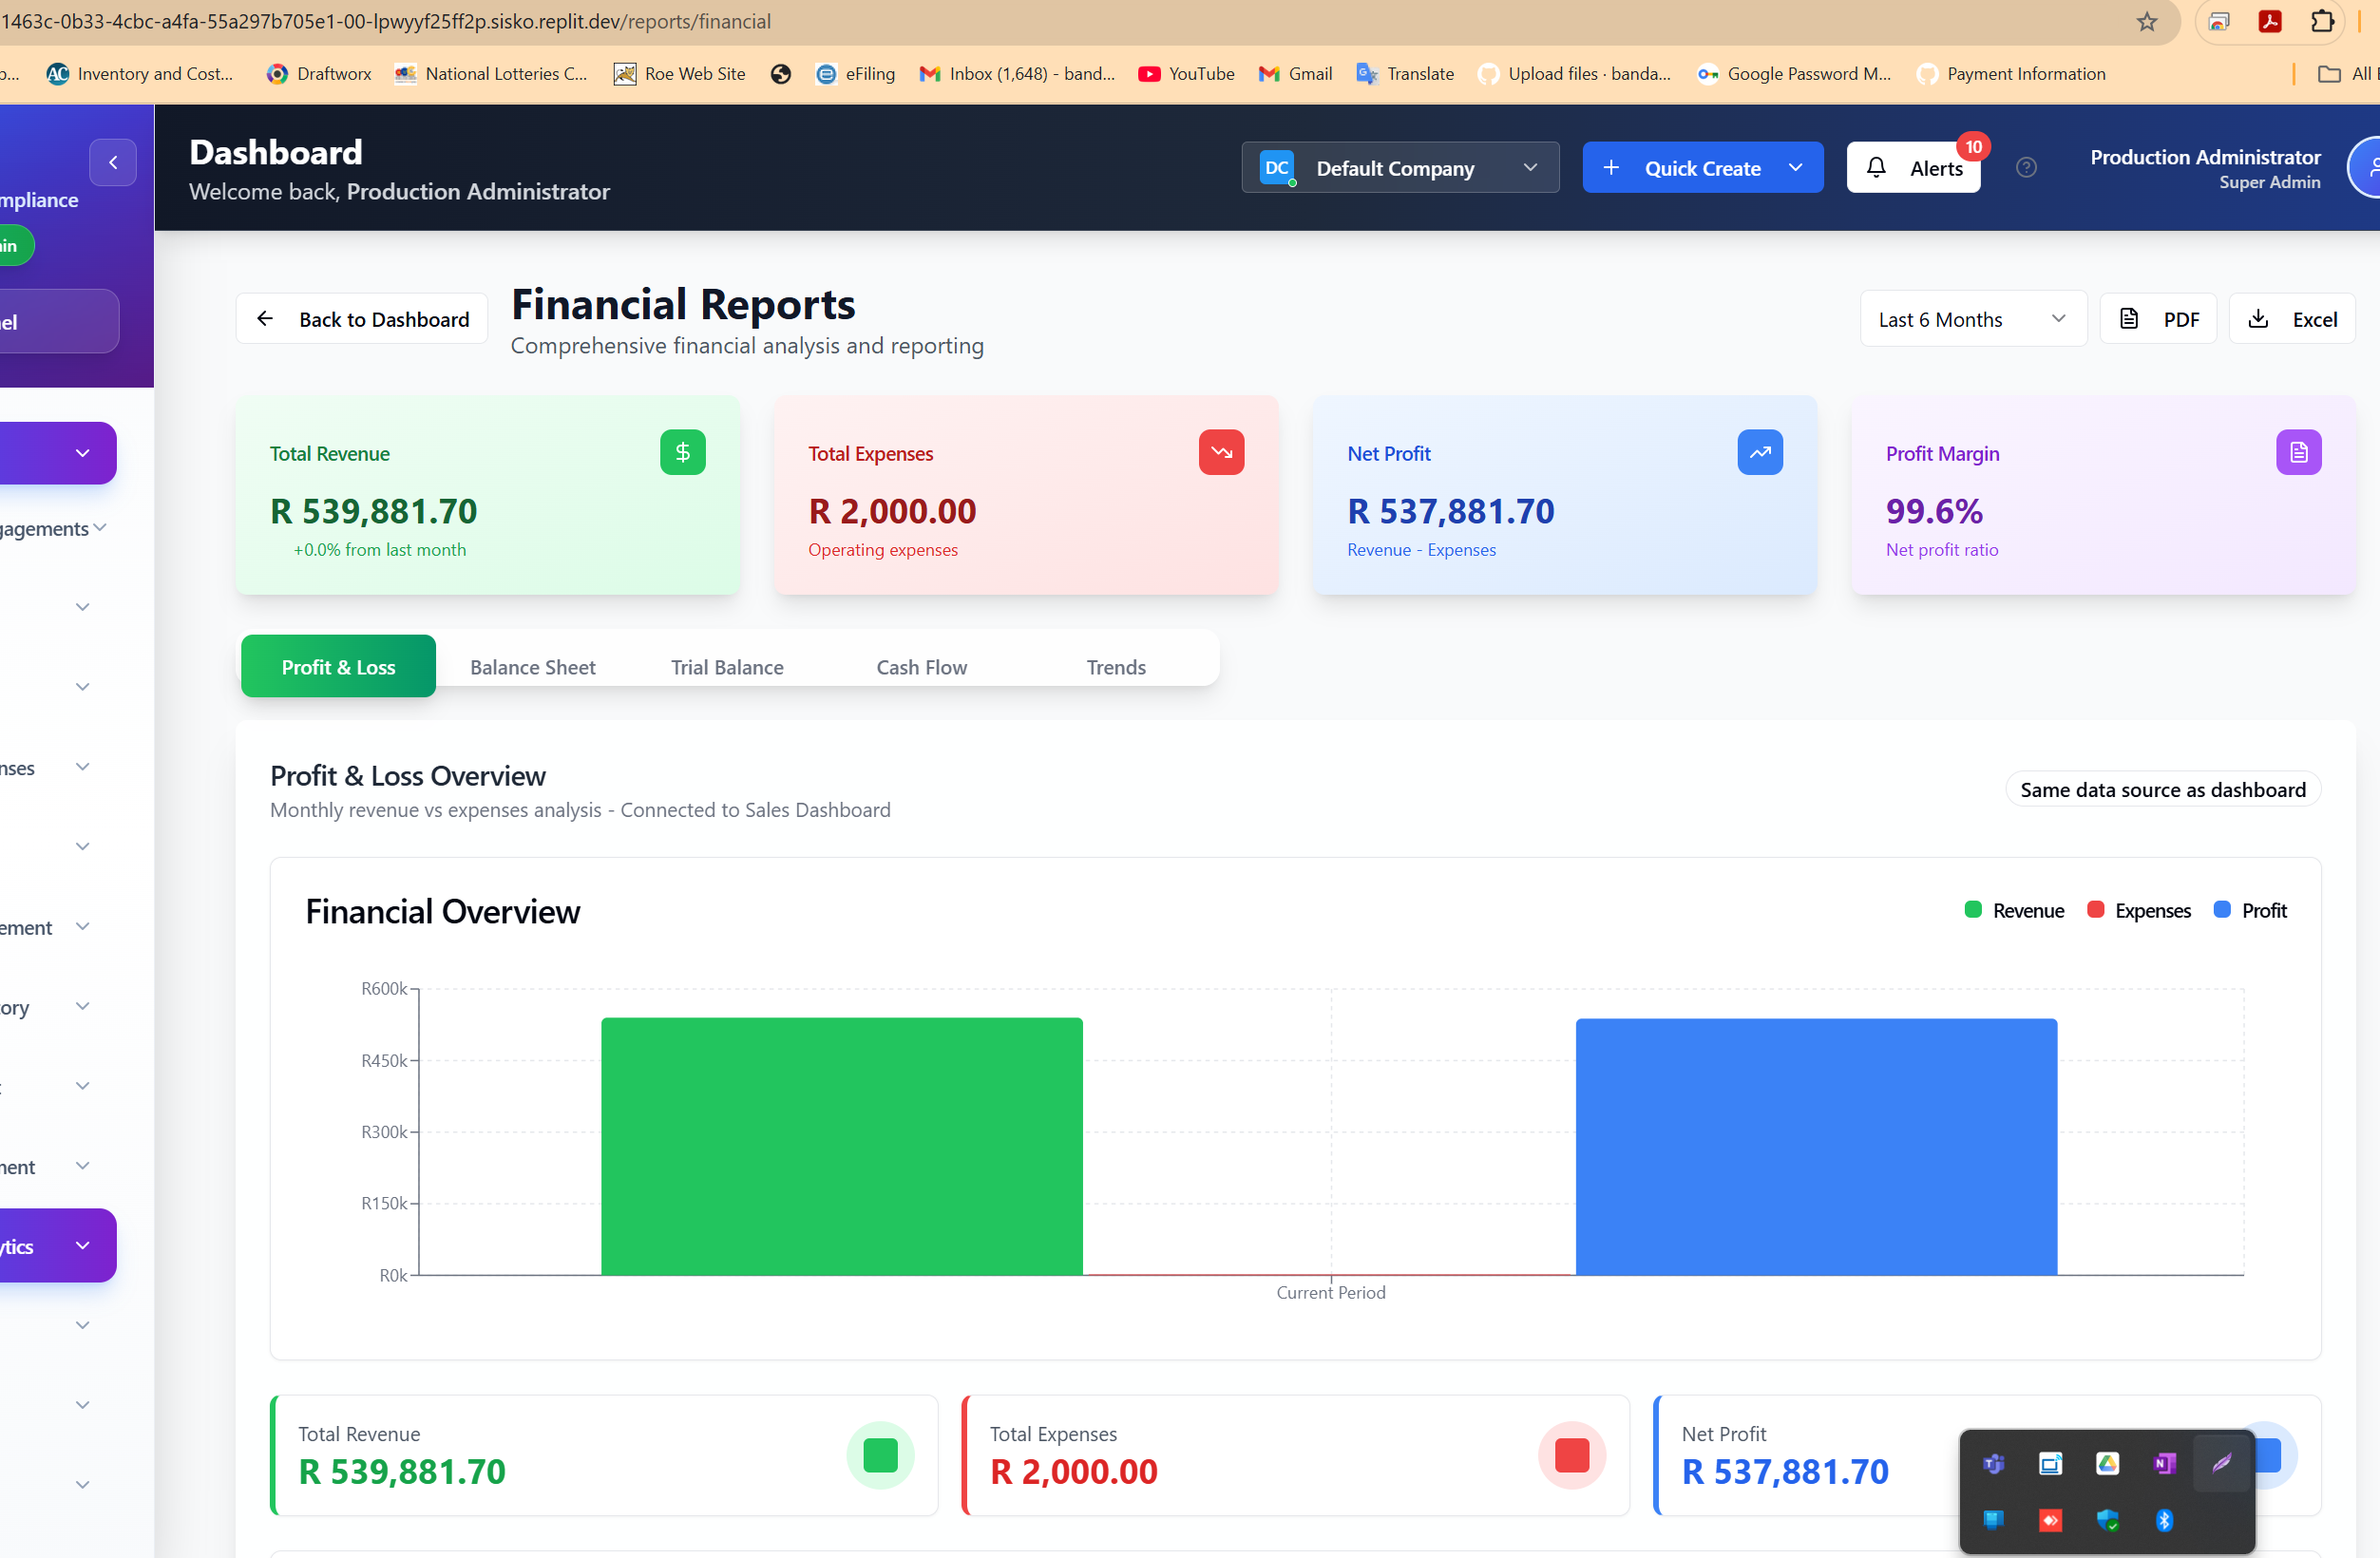 1463c-0b33-4cbc-a4fa-55a297b705e1-00-lpwyyf25ff2p.sisko.replit.dev/reports/financial
o... AC Inventory and Cost... Draftworx National Lotteries C... Roe Web Site eFiling Inbox (1,648) - band... YouTube Gmail Translate Upload files · banda... Google Password M... Payment Information All
mpliance
Dashboard
Welcome back, Production Administrator
DC Default Company
Quick Create
Alerts
10
Production Administrator
Super Admin
Back to Dashboard
Financial Reports
Comprehensive financial analysis and reporting
Last 6 Months
PDF
Excel
in
el
gagements
nses
ement
ory
t
ment
ytics
Total Revenue
$
R 539,881.70
+0.0% from last month
Total Expenses
R 2,000.00
Operating expenses
Net Profit
R 537,881.70
Revenue - Expenses
Profit Margin
99.6%
Net profit ratio
Profit & Loss
Balance Sheet
Trial Balance
Cash Flow
Trends
Profit & Loss Overview
Monthly revenue vs expenses analysis - Connected to Sales Dashboard
Same data source as dashboard
Financial Overview
Revenue
Expenses
Profit
R600k
R450k
R300k
R150k
R0k
Current Period
Total Revenue
R 539,881.70
Total Expenses
R 2,000.00
Net Profit
R 537,881.70